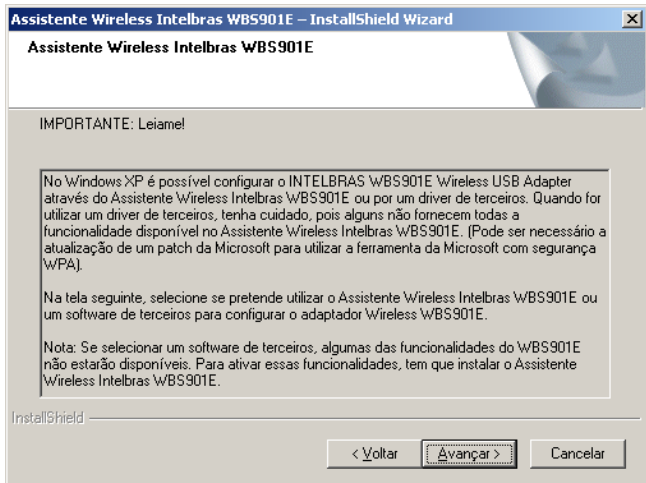 Assistente Wireless Intelbras WBS901E – InstallShield Wizard
Assistente Wireless Intelbras WBS901E
IMPORTANTE: Leiame!
No Windows XP é possível configurar o INTELBRAS WBS901E Wireless USB Adapter
através do Assistente Wireless Intelbras WBS901E ou por um driver de terceiros. Quando for
utilizar um driver de terceiros, tenha cuidado, pois alguns não fornecem todas a
funcionalidade disponível no Assistente Wireless Intelbras WBS901E. (Pode ser necessário a
atualização de um patch da Microsoft para utilizar a ferramenta da Microsoft com segurança
WPA).
Na tela seguinte, selecione se pretende utilizar o Assistente Wireless Intelbras WBS901E ou
um software de terceiros para configurar o adaptador Wireless WBS901E.
Nota: Se selecionar um software de terceiros, algumas das funcionalidades do WBS901E
não estarão disponíveis. Para ativar essas funcionalidades, tem que instalar o Assistente
Wireless Intelbras WBS901E.
InstallShield
< Voltar Avançar > Cancelar